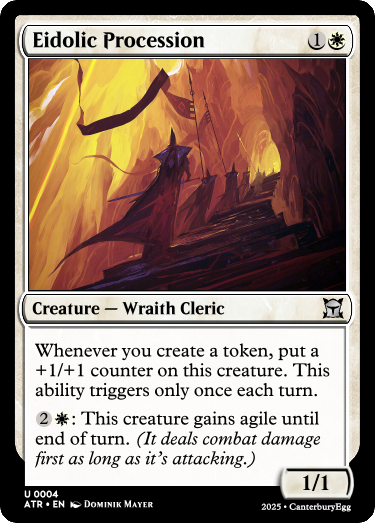 Eidolic Procession 1
Creature — Wraith Cleric
Whenever you create a token, put a
+1/+1 counter on this creature. This
ability triggers only once each turn.
2 : This creature gains agile until
end of turn. (It deals combat damage
first as long as it's attacking.)
1/1
U 0004
ATR • EN DOMINIK MAYER
2025 • CanterburyEgg